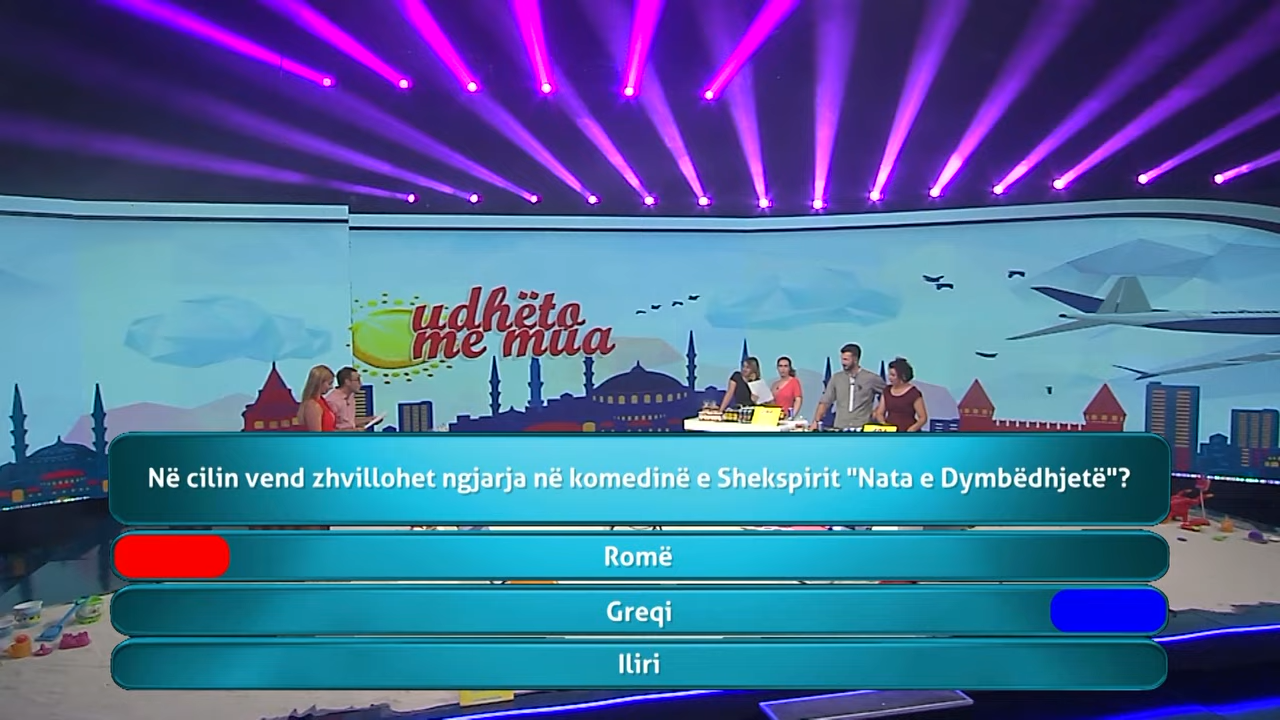 udhëto
me mua
Në cilin vend zhvillohet ngjarja në komedinë e Shekspirit "Nata e Dymbëdhjetë"?
Romë
Greqi
Iliri